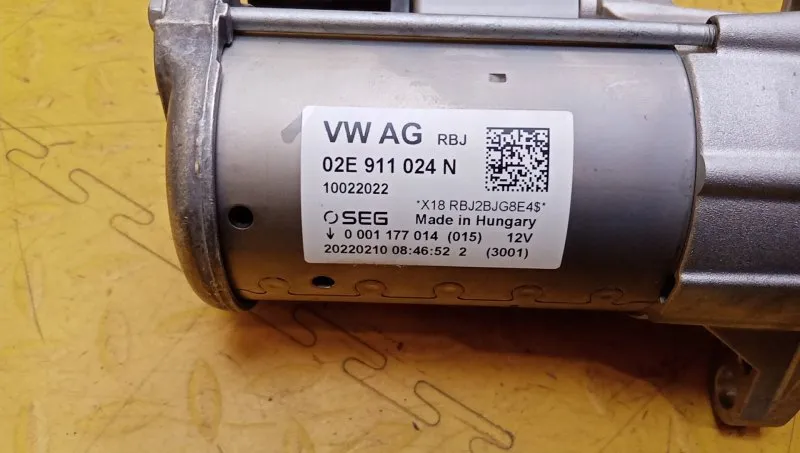 VW AG RBJ
02E 911 024 N
10022022
*X18 RBJ2BJG8E4$*
SEG Made in Hungary
↓ 0 001 177 014 (015) 12V
20220210 08:46:52 2 (3001)